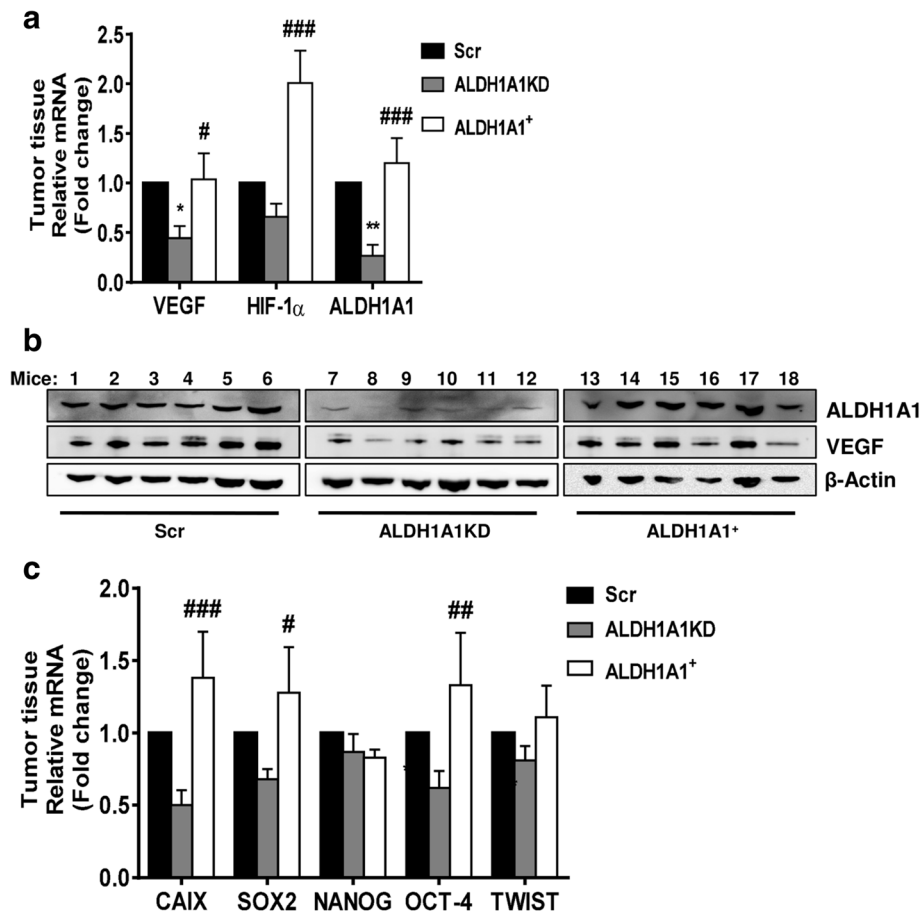 a
2.5
2.0
1.5
1.0
0.5
0.0
Tumor tissue
Relative mRNA
(Fold change)
*
#
###
**
###
Scr
ALDH1A1KD
ALDH1A1+
VEGF HIF-1α ALDH1A1
b
Mice: 1 2 3 4 5 6 7 8 9 10 11 12 13 14 15 16 17 18
ALDH1A1
VEGF
β-Actin
Scr ALDH1A1KD ALDH1A1+
c
2.0
1.5
1.0
0.5
0.0
Tumor tissue
Relative mRNA
(Fold change)
###
#
##
Scr
ALDH1A1KD
ALDH1A1+
CAIX SOX2 NANOG OCT-4 TWIST